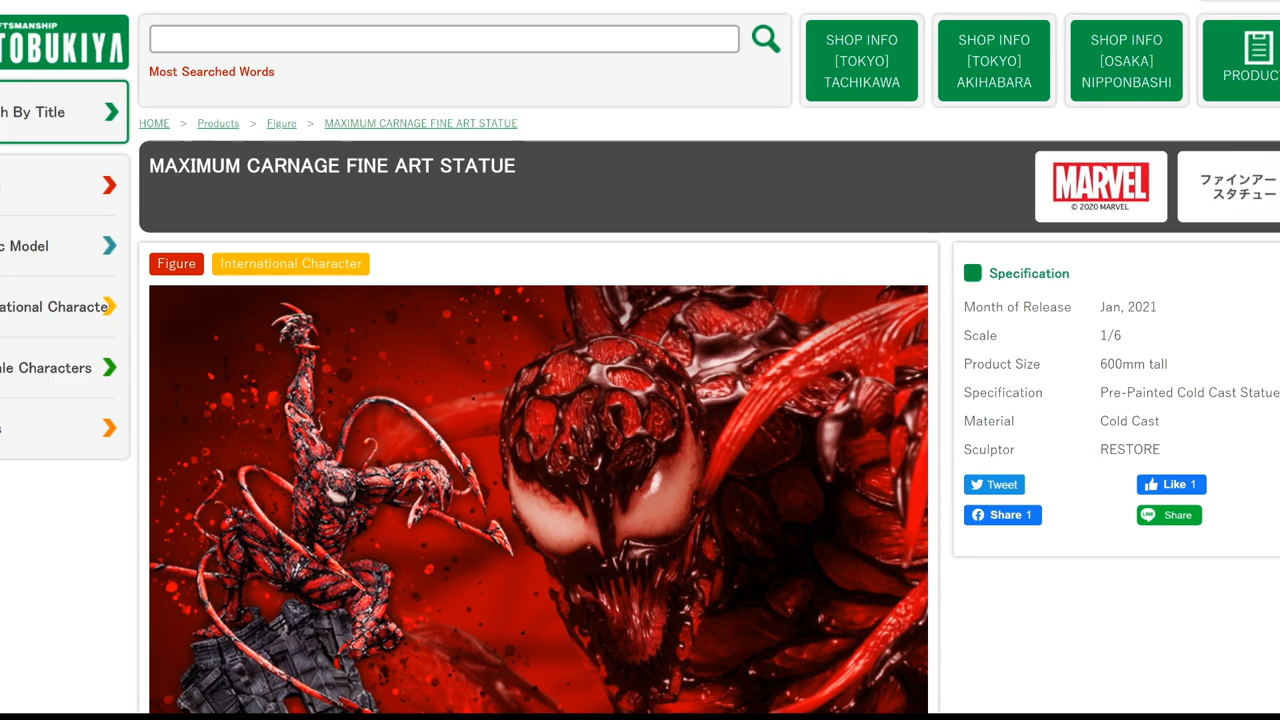 FTSMANSHIP
TOBUKIYA
h By Title
c Model
ational Characte
le Characters
s
Most Searched Words
SHOP INFO
[TOKYO]
TACHIKAWA
SHOP INFO
[TOKYO]
AKIHABARA
SHOP INFO
[OSAKA]
NIPPONBASHI
PRODUC
HOME > Products > Figure > MAXIMUM CARNAGE FINE ART STATUE
MAXIMUM CARNAGE FINE ART STATUE
MARVEL
© 2020 MARVEL
ファインアー
スタチュー
Figure International Character
Specification
Month of Release Jan, 2021
Scale 1/6
Product Size 600mm tall
Specification Pre-Painted Cold Cast Statue
Material Cold Cast
Sculptor RESTORE
Tweet Like 1
Share 1 LINE Share